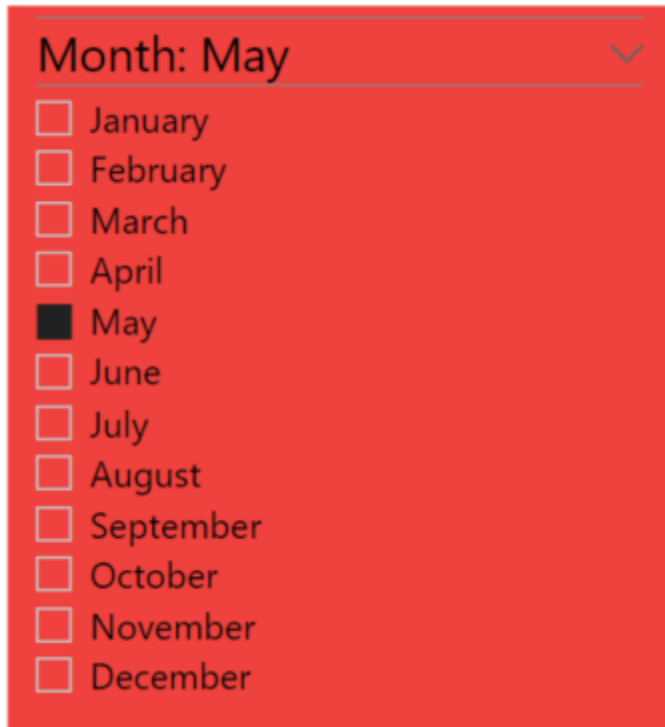 Month: May
January
February
March
April
May
June
July
August
September
October
November
December